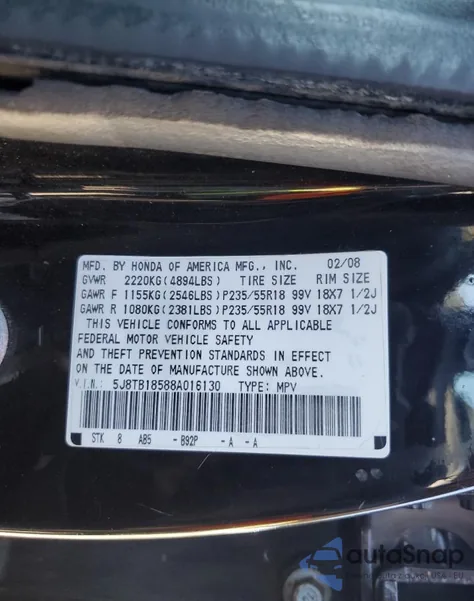 MFD. BY HONDA OF AMERICA MFG., INC. 02/08
GVWR 2220KG(4894LBS) TIRE SIZE RIM SIZE
GAWR F 1155KG(2546LBS)P235/55R18 99V 18X7 1/2J
GAWR R 1080KG(2381LBS)P235/55R18 99V 18X7 1/2J
THIS VEHICLE CONFORMS TO ALL APPLICABLE
FEDERAL MOTOR VEHICLE SAFETY
AND THEFT PREVENTION STANDARDS IN EFFECT
ON THE DATE OF MANUFACTURE SHOWN ABOVE.
V.I.N.: 5J8TB18588A016130 TYPE: MPV
STK 8 AB5 -B92P -A -A
autoSnap